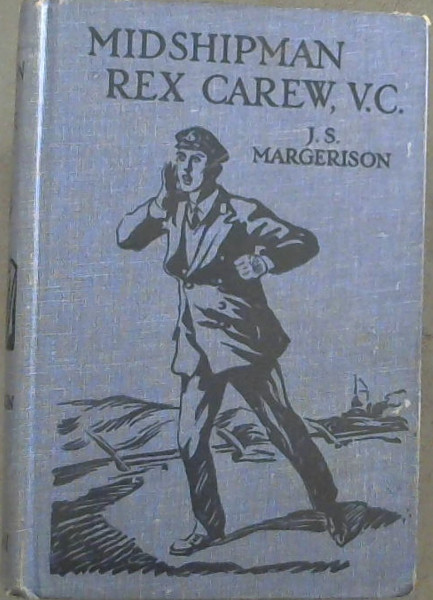 MIDSHIPMAN
REX CAREW, V.C.
J. S.
MARGERISON